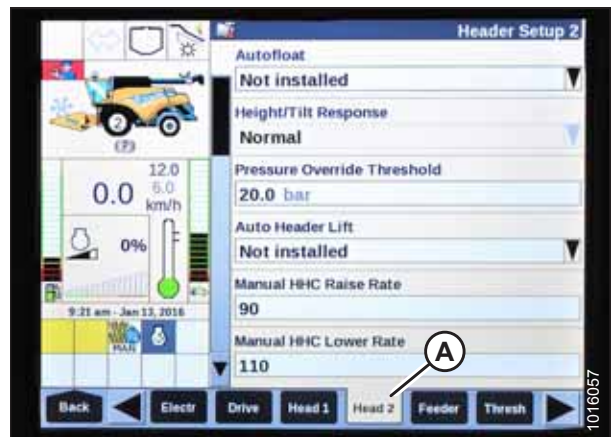 Header Setup 2
Autofloat
Not installed
Height/Tilt Response
Normal
Pressure Override Threshold
20.0 bar
Auto Header Lift
Not installed
Manual HHC Raise Rate
90
Manual HHC Lower Rate
110
2
(?)
12.0
6.0
0.0 km/h
0%
9:21 am - Jan 13, 2016
MAN
A
Back
Electr
Drive
Head 1
Head 2
Feeder
Thresh
1016057